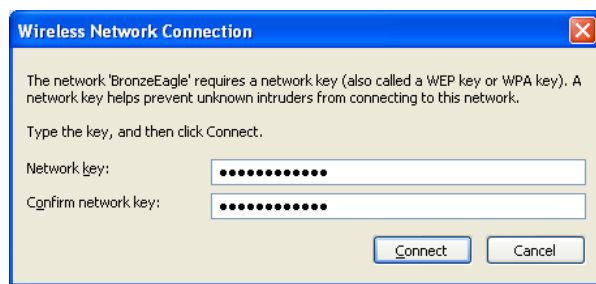 Wireless Network Connection
The network 'BronzeEagle' requires a network key (also called a WEP key or WPA key). A
network key helps prevent unknown intruders from connecting to this network.
Type the key, and then click Connect.
Network key: ●●●●●●●●●●●●
Confirm network key: ●●●●●●●●●●●●
Connect Cancel